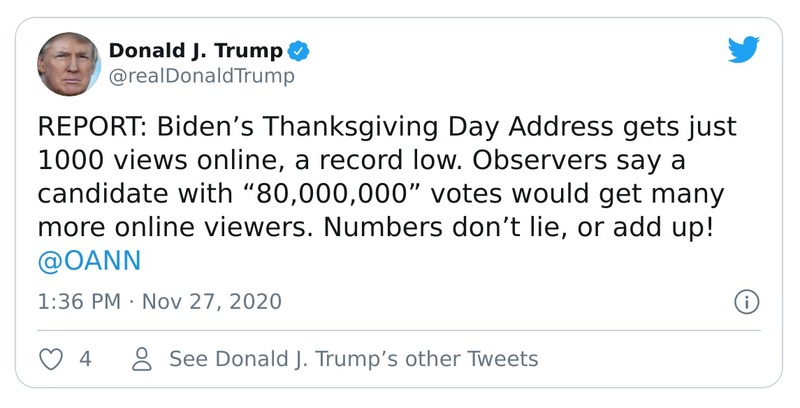 Donald J. Trump
@realDonaldTrump
REPORT: Biden’s Thanksgiving Day Address gets just
1000 views online, a record low. Observers say a
candidate with “80,000,000” votes would get many
more online viewers. Numbers don’t lie, or add up!
@OANN
1:36 PM · Nov 27, 2020
4 See Donald J. Trump’s other Tweets